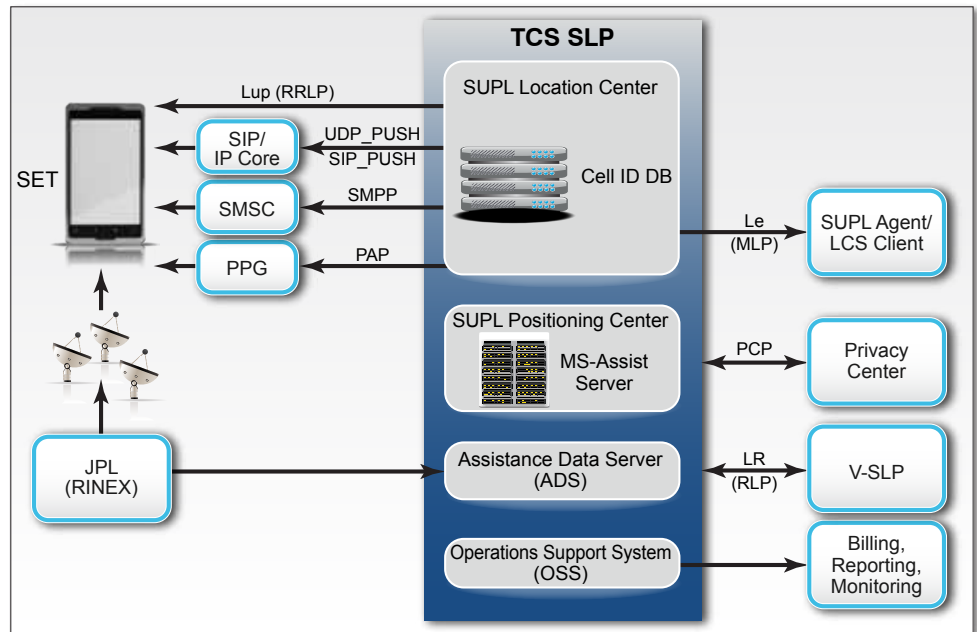 TCS SLP
SUPL Location Center
Cell ID DB
Lup (RRLP)
SIP/
IP Core
UDP_PUSH
SIP_PUSH
SET
SMSC
SMPP
PPG
PAP
Le
(MLP)
SUPL Agent/
LCS Client
SUPL Positioning Center
MS-Assist
Server
PCP
Privacy
Center
JPL
(RINEX)
Assistance Data Server
(ADS)
LR
(RLP)
V-SLP
Operations Support System
(OSS)
Billing,
Reporting,
Monitoring